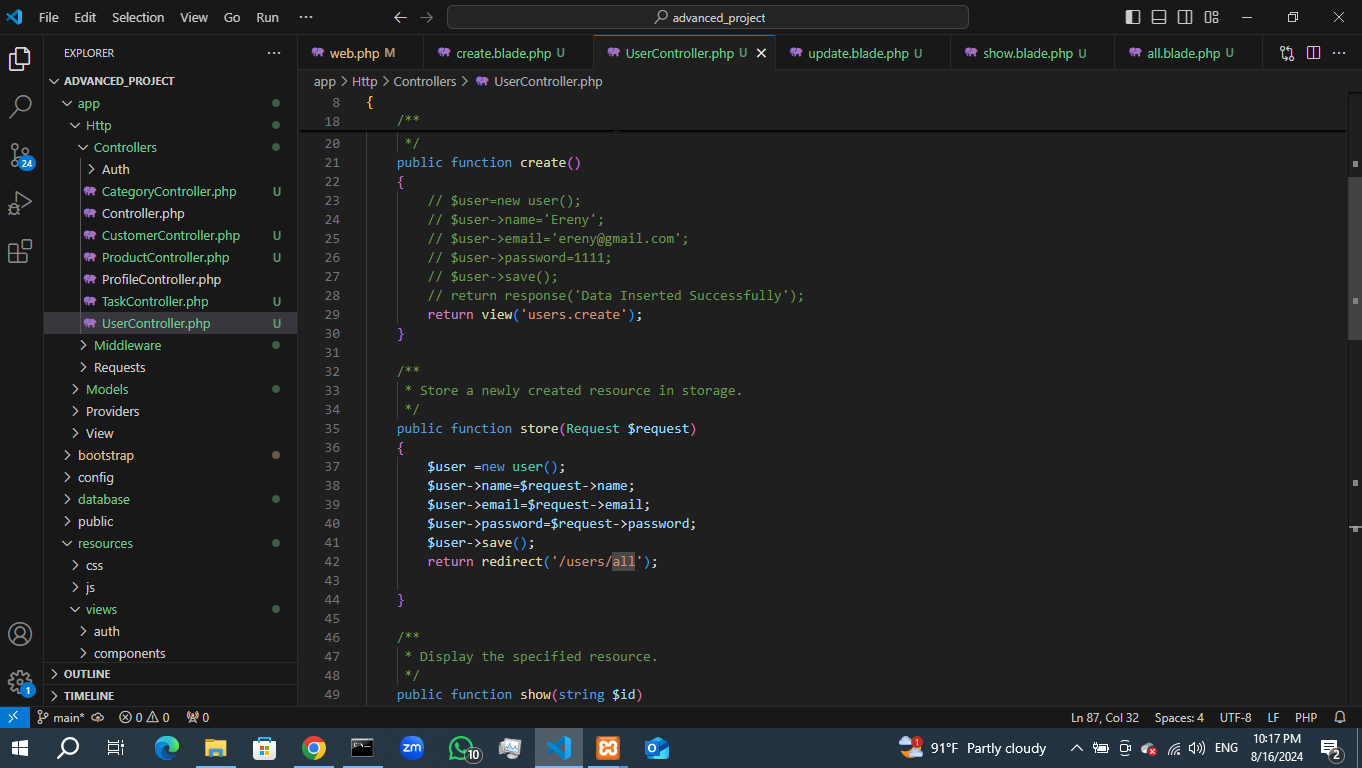 File Edit Selection View Go Run ··· advanced_project
EXPLORER ···
web.php M create.blade.php U UserController.php U update.blade.php U show.blade.php U all.blade.php U
ADVANCED_PROJECT
app > Http > Controllers > UserController.php
app
Http
Controllers
Auth
CategoryController.php U
Controller.php
CustomerController.php U
ProductController.php U
ProfileController.php
TaskController.php U
UserController.php U
Middleware
Requests
Models
Providers
View
bootstrap
config
database
public
resources
css
js
views
auth
components
OUTLINE
TIMELINE
24
1
8 {
18 /**
20 */
21 public function create()
22 {
23 // $user=new user();
24 // $user->name='Ereny';
25 // $user->email='ereny@gmail.com';
26 // $user->password=1111;
27 // $user->save();
28 // return response('Data Inserted Successfully');
29 return view('users.create');
30 }
31
32 /**
33 * Store a newly created resource in storage.
34 */
35 public function store(Request $request)
36 {
37 $user =new user();
38 $user->name=$request->name;
39 $user->email=$request->email;
40 $user->password=$request->password;
41 $user->save();
42 return redirect('/users/all');
43
44 }
45
46 /**
47 * Display the specified resource.
48 */
49 public function show(string $id)
main* 0 0 0 Ln 87, Col 32 Spaces: 4 UTF-8 LF PHP
zm 10 1 91°F Partly cloudy ENG 10:17 PM 8/16/2024 2